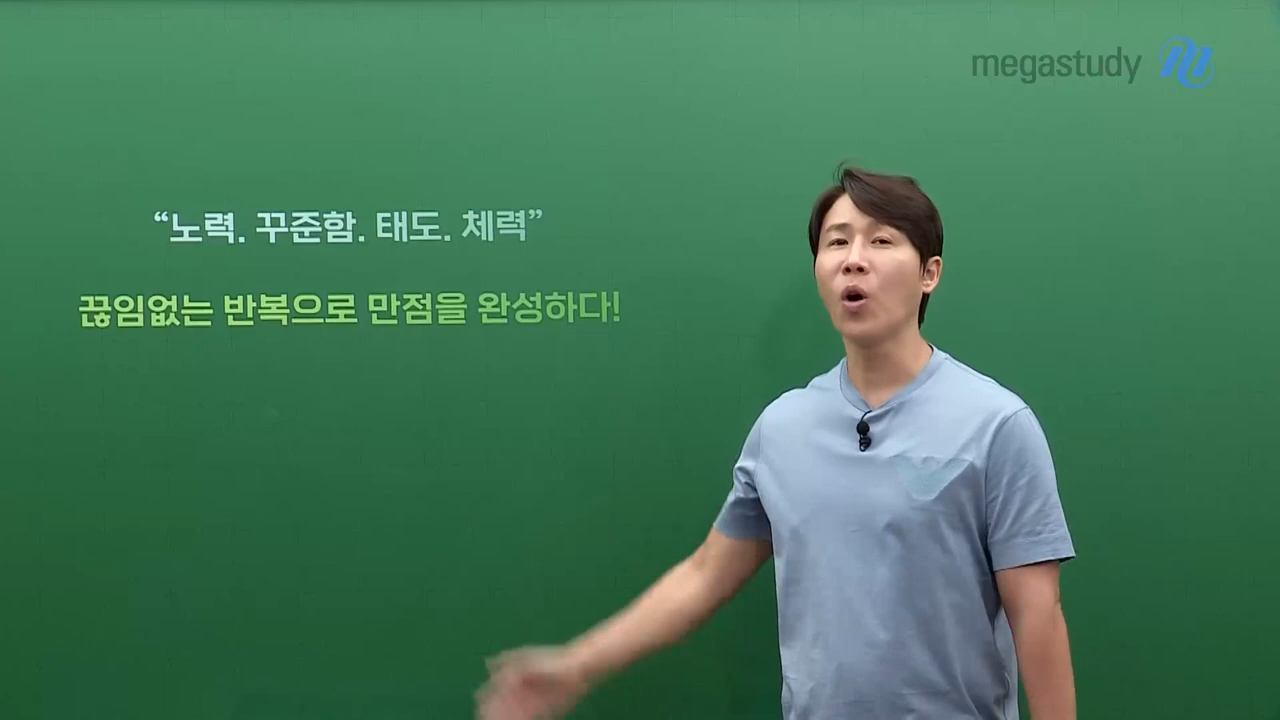 megastudy
“노력. 꾸준함. 태도. 체력”
끊임없는 반복으로 만점을 완성하다!